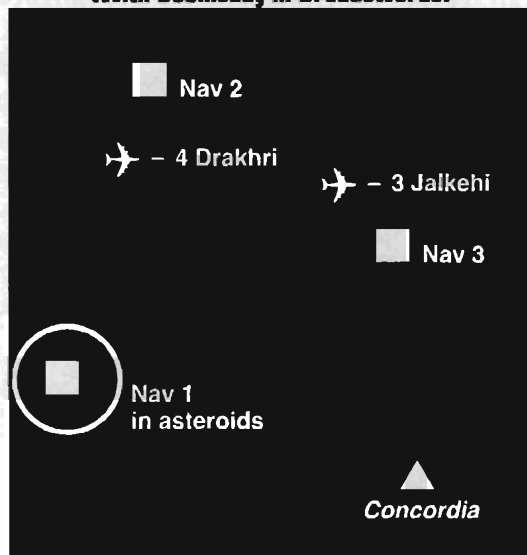 Nav 2
– 4 Drakhri
– 3 Jalkehi
Nav 3
Nav 1
in asteroids
Concordia